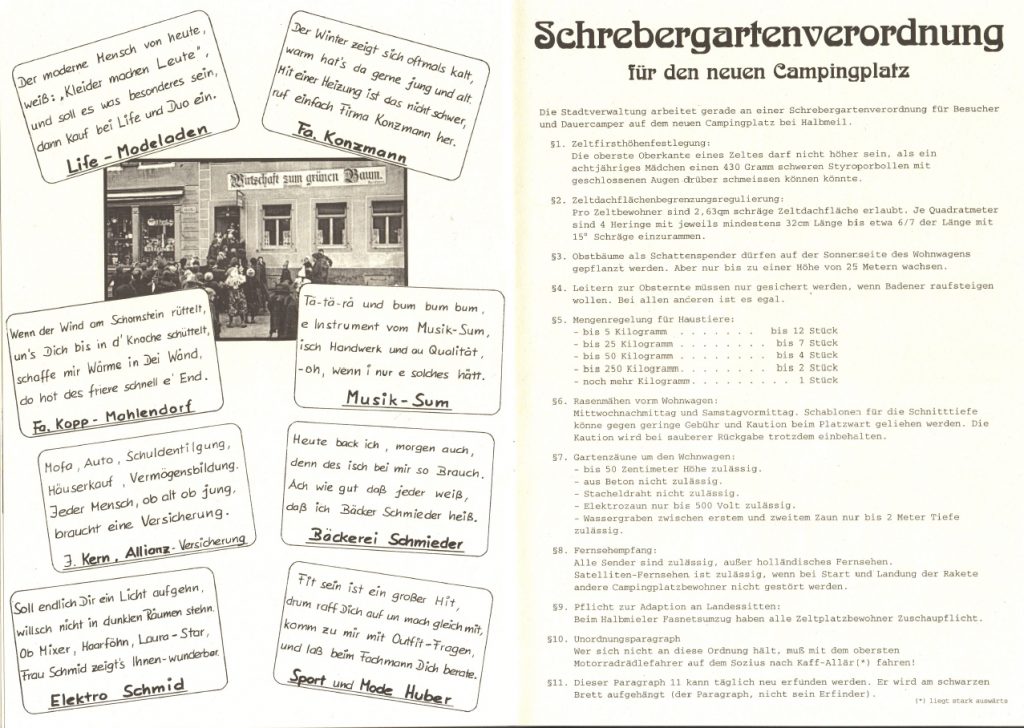 Der moderne Mensch von heute,
weiß: „Kleider machen Leute",
und soll es was besonderes sein,
dann kauf bei Life und Duo ein.
Life - Modeladen
Der Winter zeigt sich oftmals kalt,
warm hat's da gerne jung und alt.
Mit einer Heizung ist das nicht schwer,
ruf einfach Firma Konzmann her.
Fa. Konzmann
Wirtschaft zum grünen Baum.
Wenn der Wind am Schornstein rüttelt,
un's Dich bis in d' Knoche schüttelt,
schaffe mir Wärme in Dei Wänd,
do hot des friere schnell e' End.
Fa. Kopp - Mohlendorf
Tä-tä-rä und bum bum bum,
e Instrument vom Musik-Sum,
isch Handwerk und au Qualität,
-oh, wenn i nur e solches hätt.
Musik - Sum
Mofa, Auto, Schuldentilgung,
Häuserkauf, Vermögensbildung.
Jeder Mensch, ob alt ob jung,
braucht eine Versicherung.
J. Kern, Allianz-Versicherung
Heute back ich, morgen auch,
denn des isch bei mir so Brauch.
Ach wie gut daß jeder weiß,
daß ich Bäcker Schmieder heiß.
Bäckerei Schmieder
Soll endlich Dir ein Licht aufgehn,
willsch nicht in dunklen Räumen stehn.
Ob Mixer, Haarföhn, Laura-Star,
Frau Schmid zeigt's Ihnen-wunderbar.
Elektro Schmid
Fit sein ist ein großer Hit,
drum raff Dich auf un mach gleich mit,
komm zu mir mit Outfit-Fragen,
und laß beim Fachmann Dich berate.
Sport und Mode Huber
Schrebergartenverordnung
für den neuen Campingplatz
Die Stadtverwaltung arbeitet gerade an einer Schrebergartenverordnung für Besucher
und Dauercamper auf dem neuen Campingplatz bei Halbmeil.
§1. Zeltfirsthöhenfestlegung:
Die oberste Oberkante eines Zeltes darf nicht höher sein, als ein
achtjähriges Mädchen einen 430 Gramm schweren Styroporbollen mit
geschlossenen Augen drüber schmeissen können könnte.
§2. Zeltdachflächenbegrenzungsregulierung:
Pro Zeltbewohner sind 2,63qm schräge Zeltdachfläche erlaubt. Je Quadratmeter
sind 4 Heringe mit jeweils mindestens 32cm Länge bis etwa 6/7 der Länge mit
15° Schräge einzurammen.
§3. Obstbäume als Schattenspender dürfen auf der Sonnenseite des Wohnwagens
gepflanzt werden. Aber nur bis zu einer Höhe von 25 Metern wachsen.
§4. Leitern zur Obsternte müssen nur gesichert werden, wenn Badener raufsteigen
wollen. Bei allen anderen ist es egal.
§5. Mengenregelung für Haustiere:
- bis 5 Kilogramm . . . . . . . bis 12 Stück
- bis 25 Kilogramm . . . . . . . . bis 7 Stück
- bis 50 Kilogramm . . . . . . . . bis 4 Stück
- bis 250 Kilogramm. . . . . . . . bis 2 Stück
- noch mehr Kilogramm. . . . . . . . . 1 Stück
§6. Rasenmähen vorm Wohnwagen:
Mittwochnachmittag und Samstagvormittag. Schablonen für die Schnitttiefe
könne gegen geringe Gebühr und Kaution beim Platzwart geliehen werden. Die
Kaution wird bei sauberer Rückgabe trotzdem einbehalten.
§7. Gartenzäune um den Wohnwagen:
- bis 50 Zentimeter Höhe zulässig.
- aus Beton nicht zulässig.
- Stacheldraht nicht zulässig.
- Elektrozaun nur bis 500 Volt zulässig.
- Wassergraben zwischen erstem und zweitem Zaun nur bis 2 Meter Tiefe
zulässig.
§8. Fernsehempfang:
Alle Sender sind zulässig, außer holländisches Fernsehen.
Satelliten-Fernsehen ist zulässig, wenn bei Start und Landung der Rakete
andere Campingplatzbewohner nicht gestört werden.
§9. Pflicht zur Adaption an Landessitten:
Beim Halbmieler Fasnetsumzug haben alle Zeltplatzbewohner Zuschaupflicht.
§10. Unordnungsparagraph
Wer sich nicht an diese Ordnung hält, muß mit dem obersten
Motorradrädlefahrer auf dem Sozius nach Kaff-Allär(*) fahren!
§11. Dieser Paragraph 11 kann täglich neu erfunden werden. Er wird am schwarzen
Brett aufgehängt (der Paragraph, nicht sein Erfinder).
(*) liegt stark auswärts